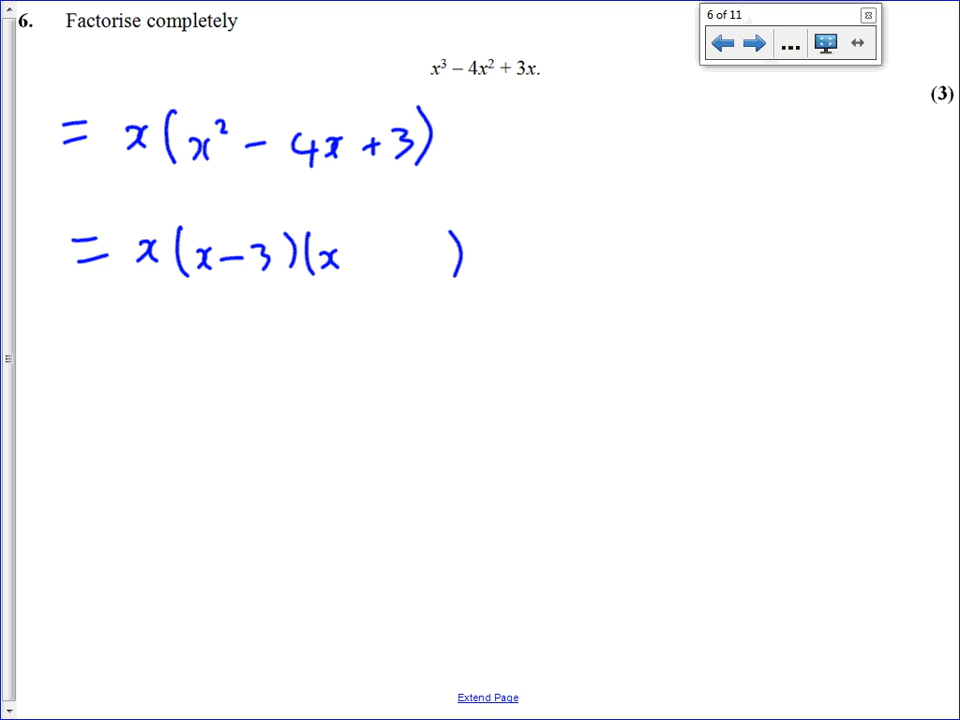 6 of 11
6. Factorise completely
x³ – 4x² + 3x.
(3)
= x(x² - 4x + 3)
= x(x-3)(x )
Extend Page